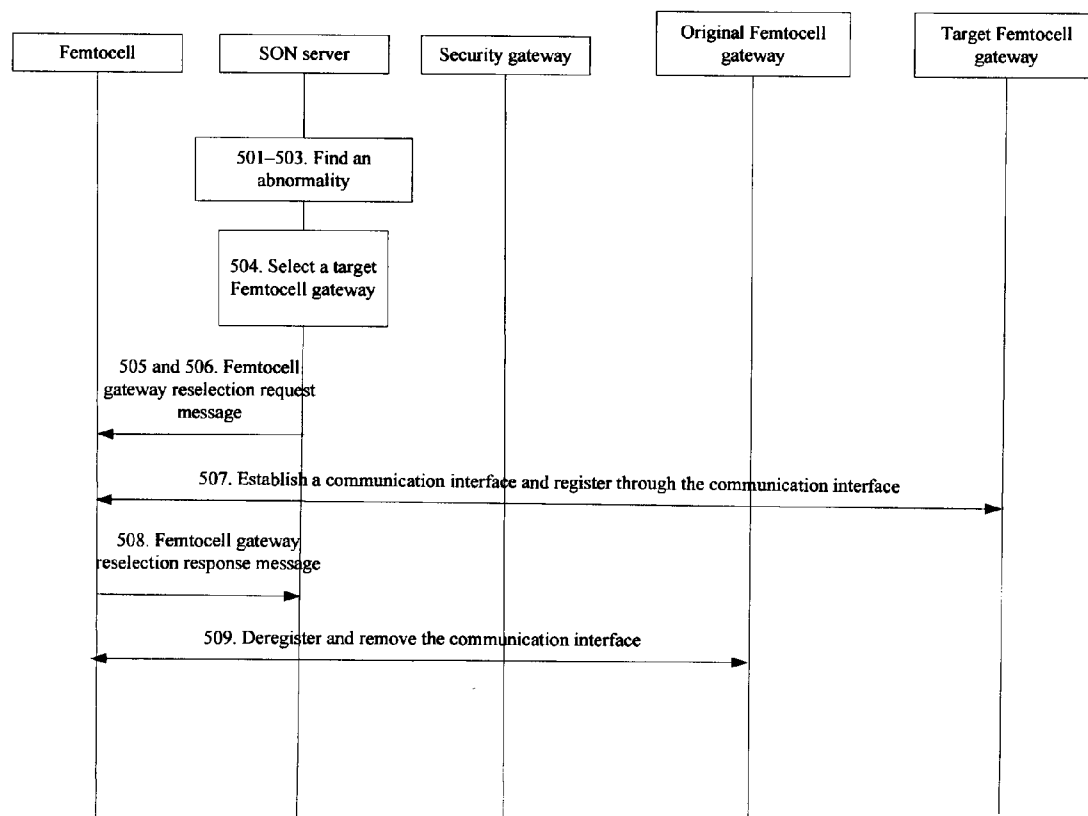 Femtocell
SON server
Security gateway
Original Femtocell
gateway
Target Femtocell
gateway
501–503. Find an
abnormality
504. Select a target
Femtocell gateway
505 and 506. Femtocell
gateway reselection request
message
507. Establish a communication interface and register through the communication interface
508. Femtocell gateway
reselection response message
509. Deregister and remove the communication interface